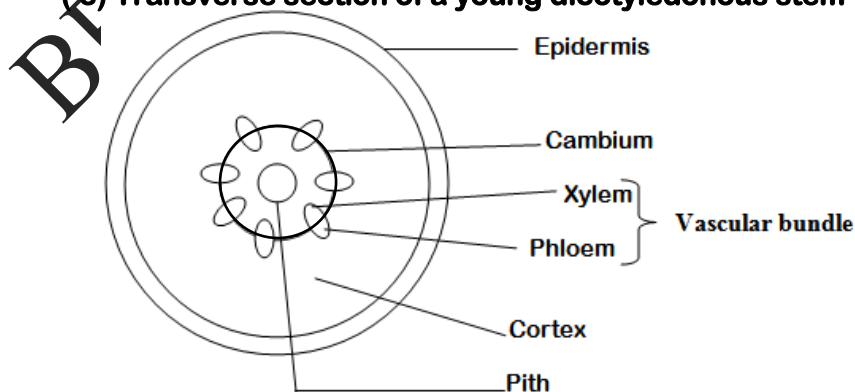 Transverse section of a young dicotyledonous stem
Epidermis
Cambium
Xylem
Vascular bundle
Phloem
Cortex
Pith